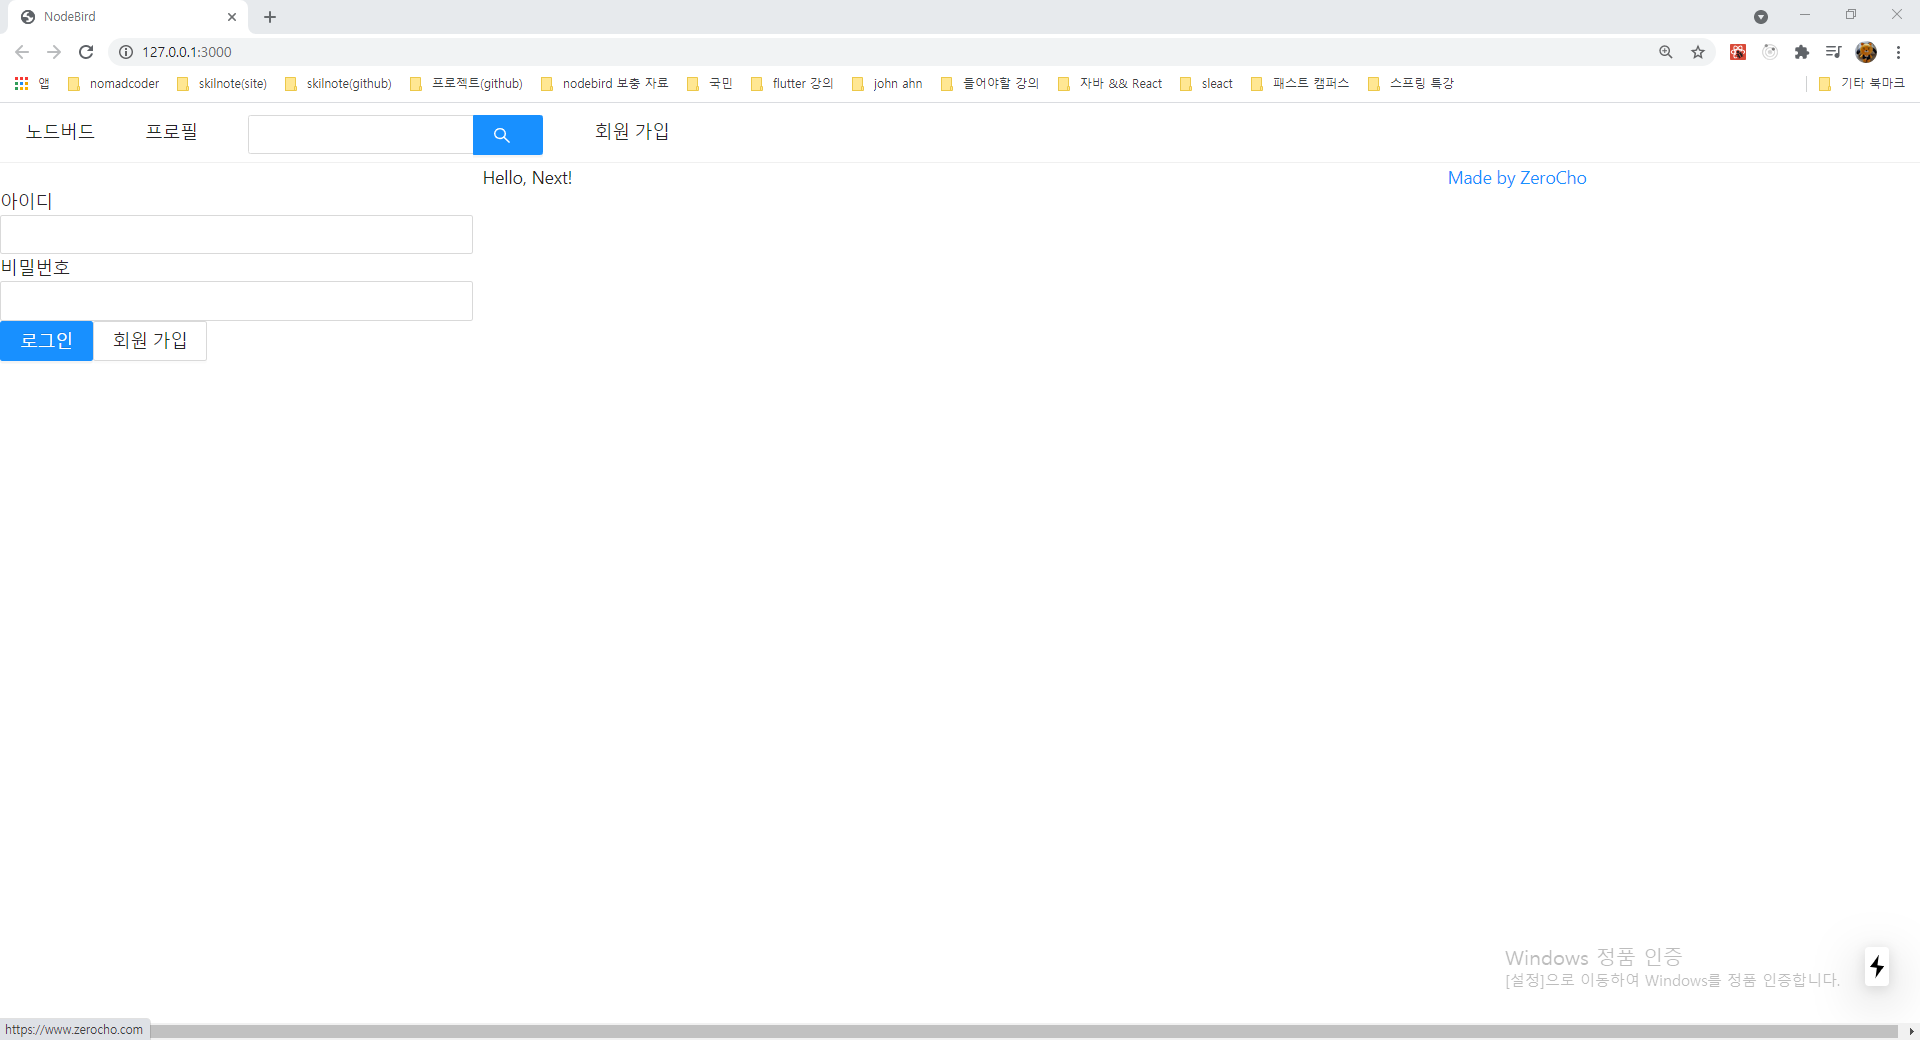 NodeBird
127.0.0.1:3000
앱 nomadcoder skilnote(site) skilnote(github) 프로젝트(github) nodebird 보충 자료 국민 flutter 강의 john ahn 들어야할 강의 자바 && React sleact 패스트 캠퍼스 스프링 특강 기타 북마크
노드버드 프로필 회원 가입
Hello, Next! Made by ZeroCho
아이디
비밀번호
로그인 회원 가입
Windows 정품 인증
[설정]으로 이동하여 Windows를 정품 인증합니다.
https://www.zerocho.com